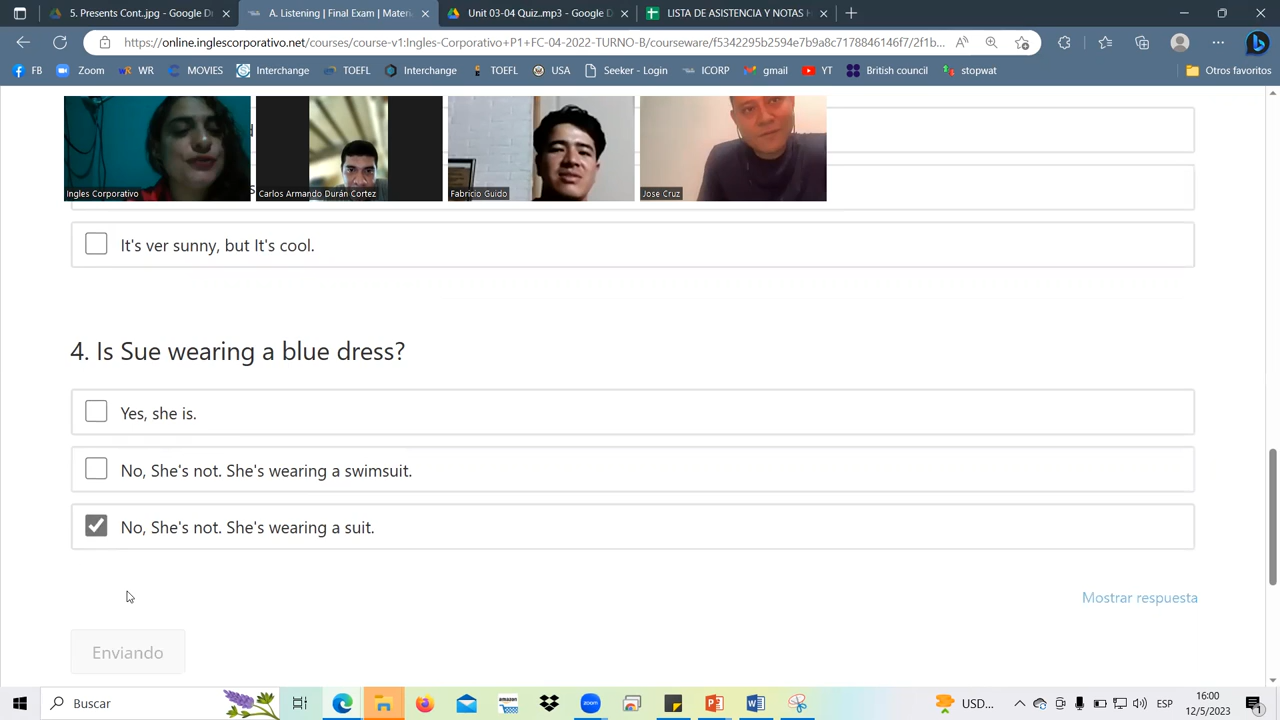 5. Presents Cont..jpg - Google Dr
A. Listening | Final Exam | Materi
Unit 03-04 Quiz..mp3 - Google D
LISTA DE ASISTENCIA Y NOTAS
https://online.inglescorporativo.net/courses/course-v1:Ingles-Corporativo+P1+FC-04-2022-TURNO-B/courseware/f5342295b2594e7b9a8c7178846146f7/2f1b...
FB
Zoom
WR
MOVIES
Interchange
TOEFL
Interchange
TOEFL
USA
Seeker - Login
ICORP
gmail
YT
British council
stopwat
Otros favoritos
Ingles Corporativo
Carlos Armando Durán Cortez
Fabricio Guido
Jose Cruz
It's ver sunny, but It's cool.
4. Is Sue wearing a blue dress?
Yes, she is.
No, She's not. She's wearing a swimsuit.
No, She's not. She's wearing a suit.
Mostrar respuesta
Enviando
Buscar
USD...
ESP
16:00
12/5/2023